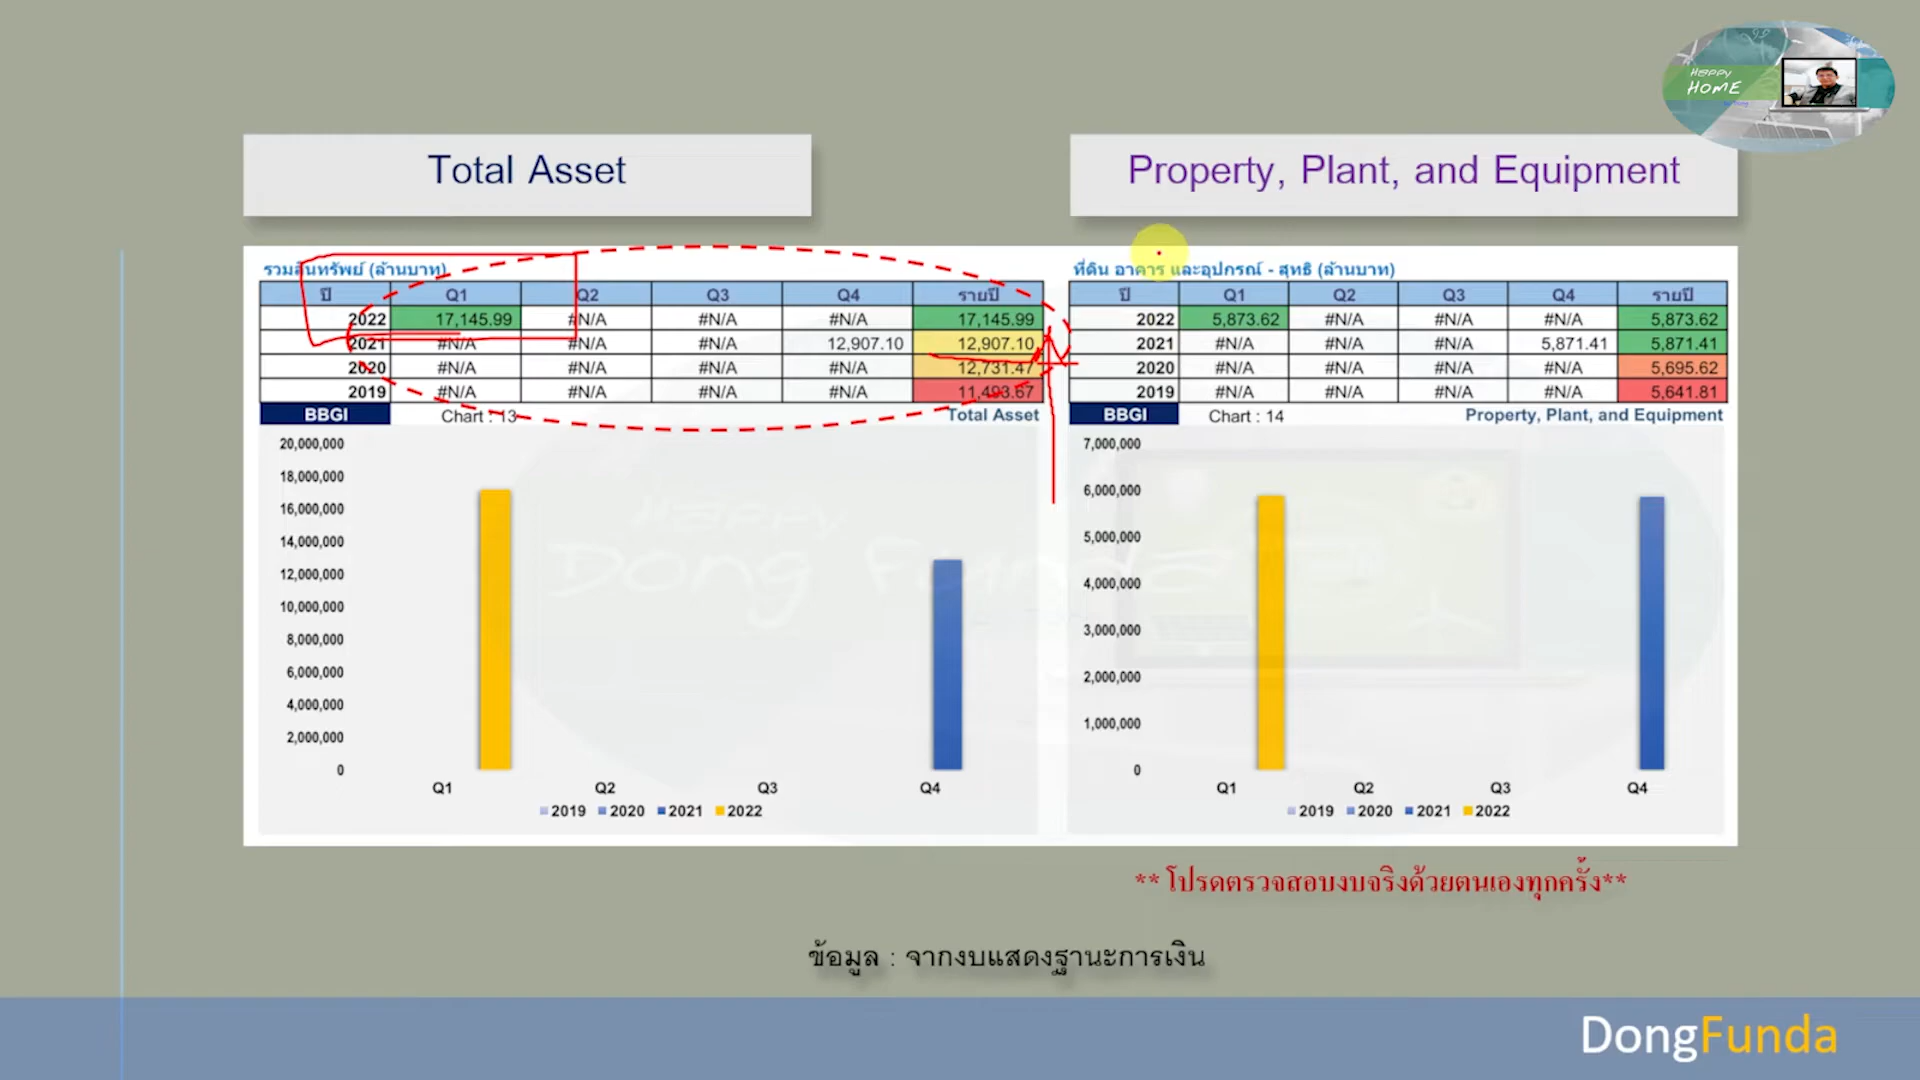 Happy
HOME
Total Asset
Property, Plant, and Equipment
รวมสินทรัพย์ (ล้านบาท)
ปี Q1 Q2 Q3 Q4 รายปี
2022 17,145.99 #N/A #N/A #N/A 17,145.99
2021 #N/A #N/A #N/A 12,907.10 12,907.10
2020 #N/A #N/A #N/A #N/A 12,731.47
2019 #N/A #N/A #N/A #N/A 11,493.67
BBGI Chart : 13 Total Asset
20,000,000
18,000,000
16,000,000
14,000,000
12,000,000
10,000,000
8,000,000
6,000,000
4,000,000
2,000,000
0
Q1 Q2 Q3 Q4
2019 2020 2021 2022
ที่ดิน อาคาร และอุปกรณ์ - สุทธิ (ล้านบาท)
ปี Q1 Q2 Q3 Q4 รายปี
2022 5,873.62 #N/A #N/A #N/A 5,873.62
2021 #N/A #N/A #N/A 5,871.41 5,871.41
2020 #N/A #N/A #N/A #N/A 5,695.62
2019 #N/A #N/A #N/A #N/A 5,641.81
BBGI Chart : 14 Property, Plant, and Equipment
7,000,000
6,000,000
5,000,000
4,000,000
3,000,000
2,000,000
1,000,000
0
Q1 Q2 Q3 Q4
2019 2020 2021 2022
Happy
Dong Funda
** โปรดตรวจสอบงบจริงด้วยตนเองทุกครั้ง**
ข้อมูล : จากงบแสดงฐานะการเงิน
DongFunda